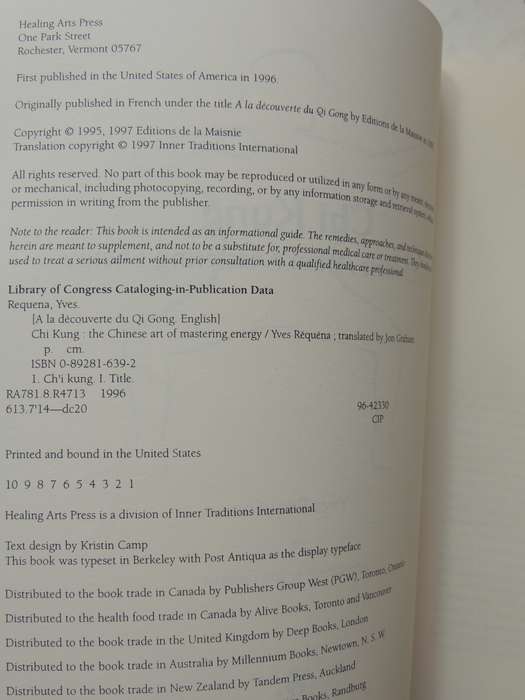 Healing Arts Press
One Park Street
Rochester, Vermont 05767
First published in the United States of America in 1996
Originally published in French under the title A la découverte du Qi Gong by Editions de la Maisnie in
Copyright © 1995, 1997 Editions de la Maisnie
Translation copyright © 1997 Inner Traditions International
All rights reserved. No part of this book may be reproduced or utilized in any form or by any means,
or mechanical, including photocopying, recording, or by any information storage and retrieval system,
permission in writing from the publisher.
Note to the reader: This book is intended as an informational guide. The remedies, approaches, and techniques
herein are meant to supplement, and not to be a substitute for, professional medical care or treatment. They
used to treat a serious ailment without prior consultation with a qualified healthcare professional.
Library of Congress Cataloging-in-Publication Data
Requena, Yves.
[A la découverte du Qi Gong. English]
Chi Kung : the Chinese art of mastering energy / Yves Réquéna ; translated by Jon Graham
p. cm.
ISBN 0-89281-639-2
1. Ch'i kung. I. Title.
RA781.8.R4713 1996
613.7'14—dc20 96-42330
CIP
Printed and bound in the United States
10 9 8 7 6 5 4 3 2 1
Healing Arts Press is a division of Inner Traditions International
Text design by Kristin Camp
This book was typeset in Berkeley with Post Antiqua as the display typeface
Distributed to the book trade in Canada by Publishers Group West (PGW), Toronto, Ontario
Distributed to the health food trade in Canada by Alive Books, Toronto and Vancouver
Distributed to the book trade in the United Kingdom by Deep Books, London
Distributed to the book trade in Australia by Millennium Books, Newtown, N. S. W.
Distributed to the book trade in New Zealand by Tandem Press, Auckland
Books, Randburg